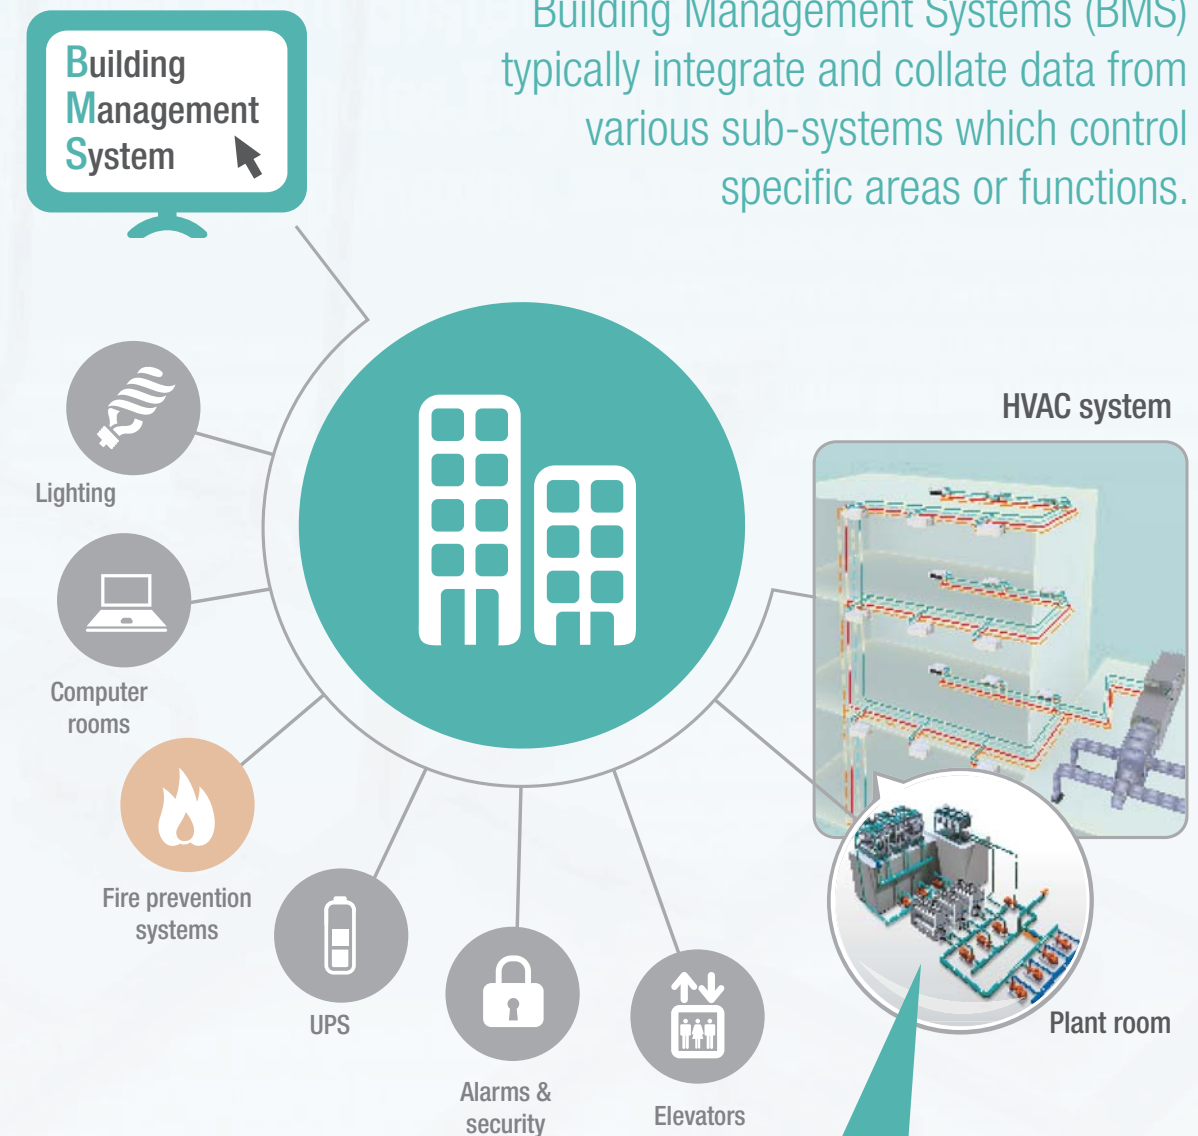 Building Management Systems (BMS)
typically integrate and collate data from
various sub-systems which control
specific areas or functions.
Building
Management
System
HVAC system
Lighting
Computer
rooms
Fire prevention
systems
UPS
Alarms &
security
Elevators
Plant room